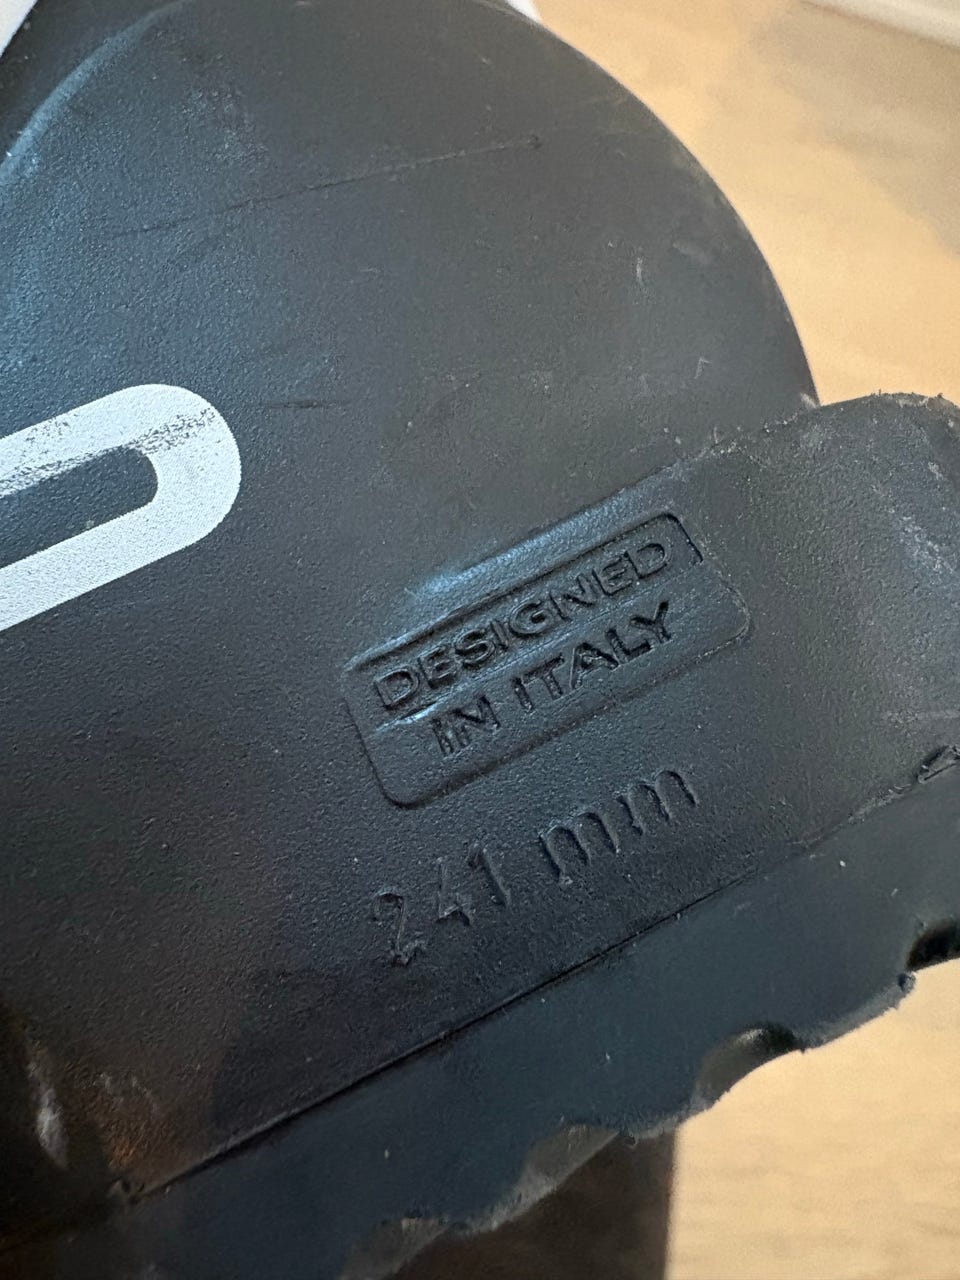 DESIGNED
IN ITALY
241 mm